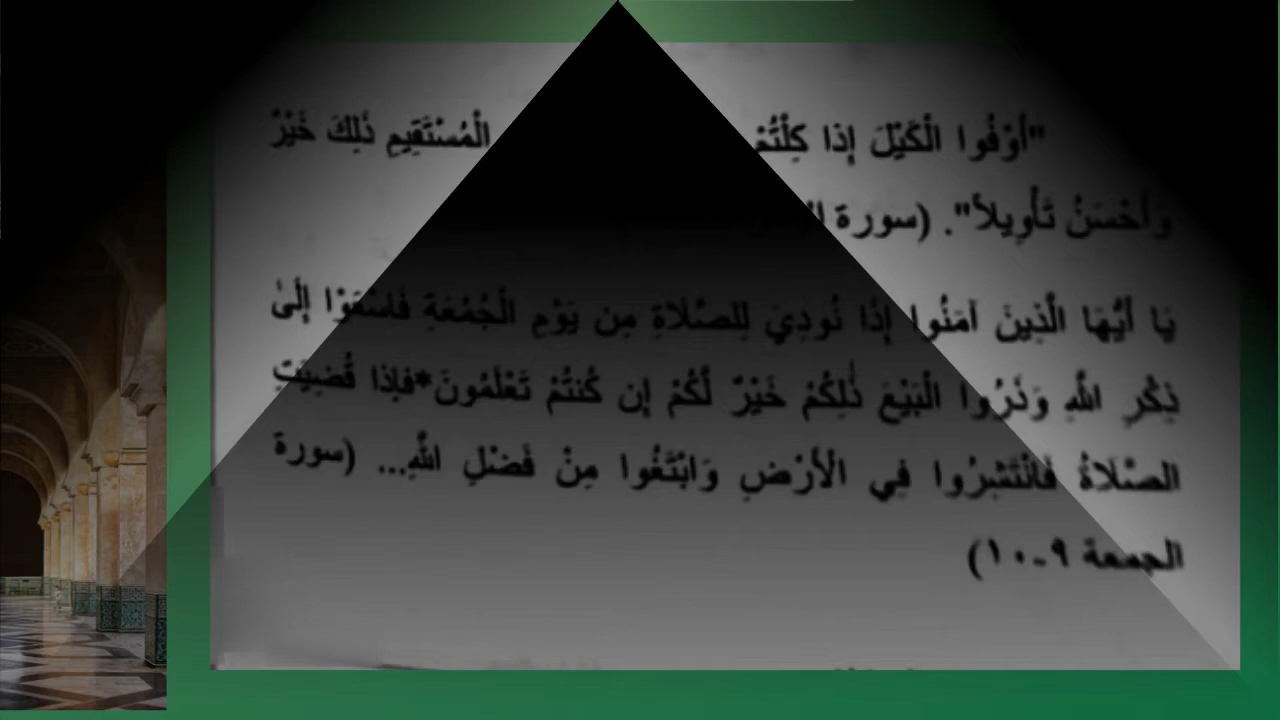 "أَوْفُوا الْكَيْلَ إِذَا كِلْتُمْ الْمُسْتَقِيمِ ذَلِكَ خَيْرٌ
وَأَحْسَنُ تَأْوِيلاً". (سورة
يَا أَيُّهَا الَّذِينَ آمَنُوا إِذَا نُودِيَ لِلصَّلَاةِ مِن يَوْمِ الْجُمُعَةِ فَاسْعَوْا إِلَىٰ
ذِكْرِ اللَّهِ وَذَرُوا الْبَيْعَ ذَٰلِكُمْ خَيْرٌ لَّكُمْ إِن كُنتُمْ تَعْلَمُونَ*فَإِذَا قُضِيَتِ
الصَّلَاةُ فَانْتَشِرُوا فِي الْأَرْضِ وَابْتَغُوا مِنْ فَضْلِ اللَّهِ... (سورة
الجمعة ٩-١٠)